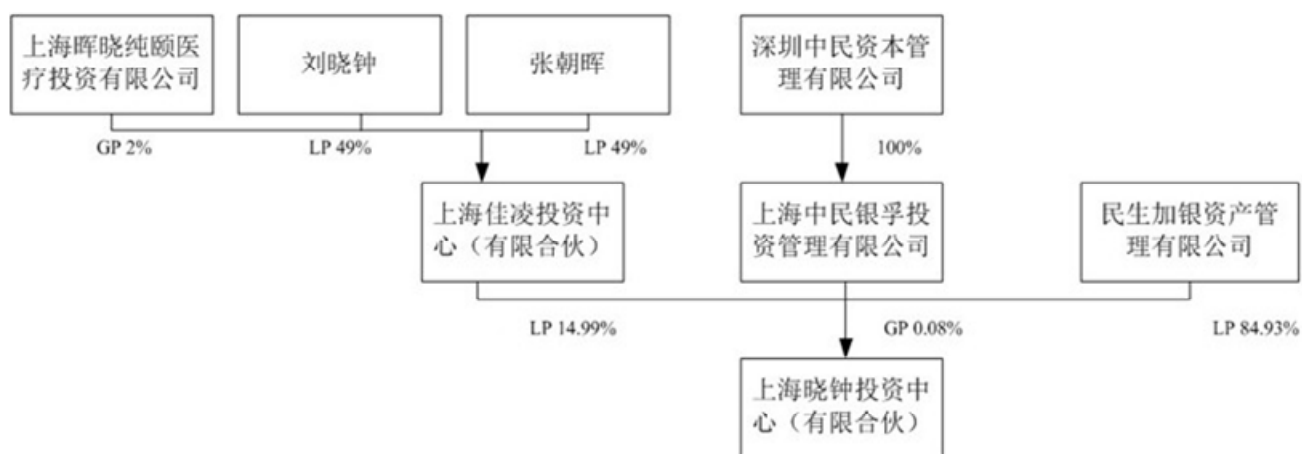 上海晖晓纯颐医
疗投资有限公司
刘晓钟
张朝晖
深圳中民资本管
理有限公司
GP 2%
LP 49%
LP 49%
100%
上海佳凌投资中
心（有限合伙）
上海中民银孚投
资管理有限公司
民生加银资产管
理有限公司
LP 14.99%
GP 0.08%
LP 84.93%
上海晓钟投资中
心（有限合伙）